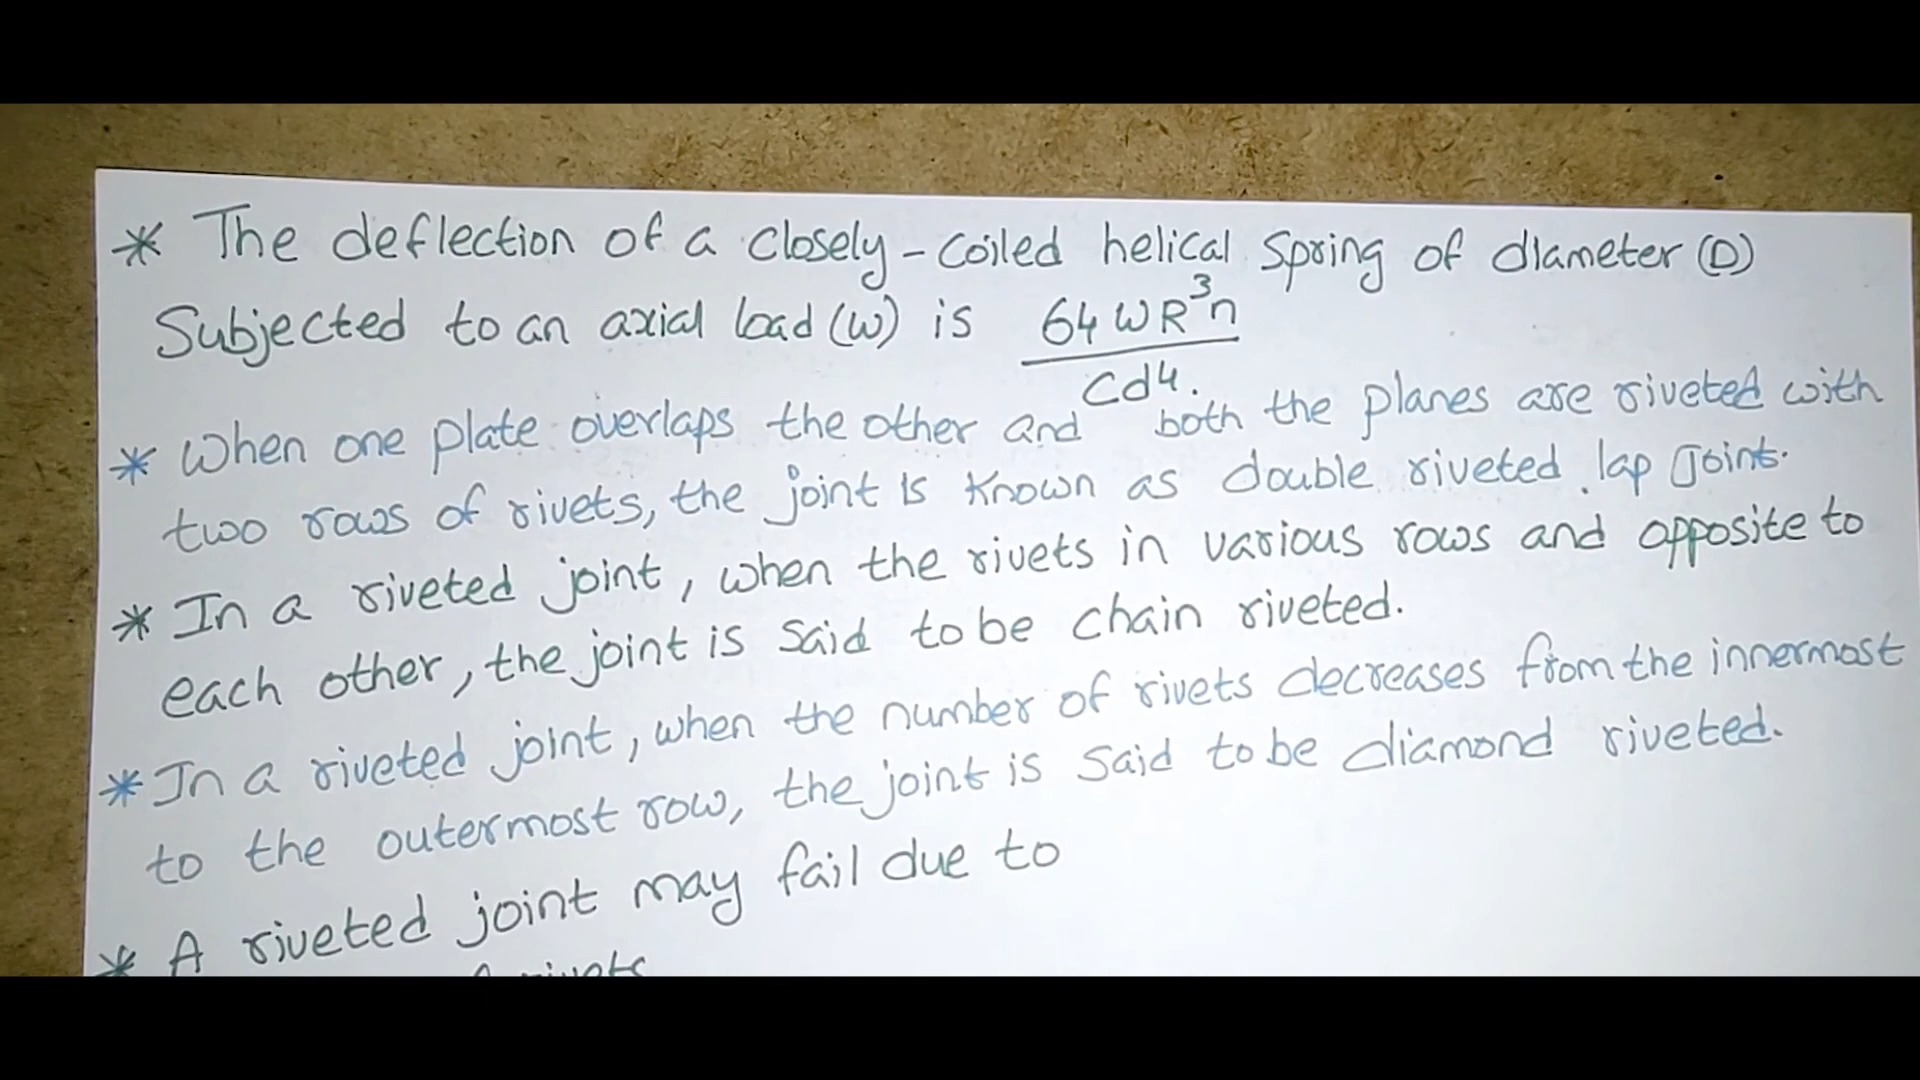 * The deflection of a closely-coiled helical spring of diameter (D)
Subjected to an axial load (W) is 64WR³n / Cd⁴.
* When one plate overlaps the other and both the planes are riveted with
two rows of rivets, the joint is known as double riveted lap joint.
* In a riveted joint, when the rivets in various rows and opposite to
each other, the joint is said to be chain riveted.
* In a riveted joint, when the number of rivets decreases from the innermost
to the outermost row, the joint is said to be diamond riveted.
* A riveted joint may fail due to
rivets